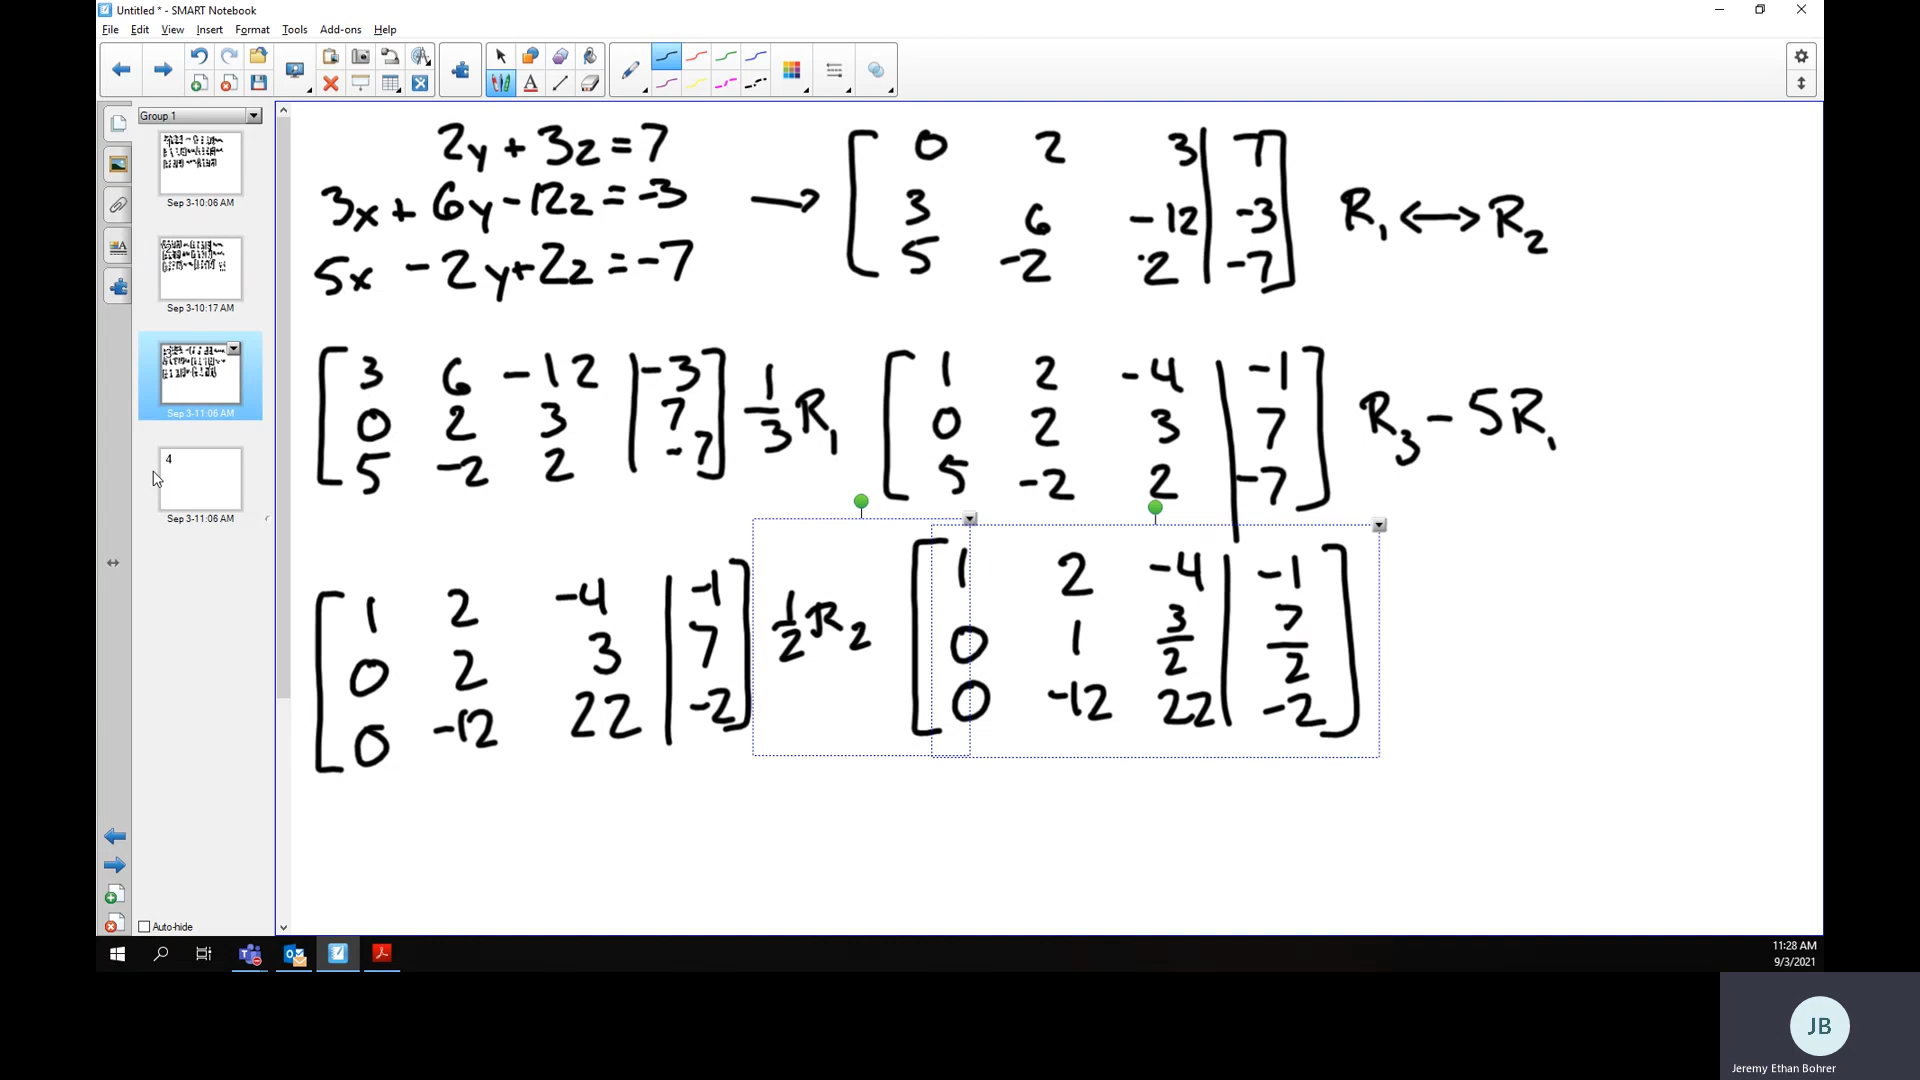 Untitled * - SMART Notebook
File Edit View Insert Format Tools Add-ons Help
Group 1
Sep 3-10:06 AM
Sep 3-10:17 AM
Sep 3-11:06 AM
4
Sep 3-11:06 AM
Auto-hide
2y + 3z = 7
3x + 6y - 12z = -3
5x - 2y + 2z = -7
→
[ 0 2 3 | 7 ]
[ 3 6 -12 | -3 ]
[ 5 -2 2 | -7 ]
R₁ ↔ R₂
[ 3 6 -12 | -3 ]
[ 0 2 3 | 7 ]
[ 5 -2 2 | -7 ]
1/3 R₁
[ 1 2 -4 | -1 ]
[ 0 2 3 | 7 ]
[ 5 -2 2 | -7 ]
R₃ - 5R₁
[ 1 2 -4 | -1 ]
[ 0 2 3 | 7 ]
[ 0 -12 22 | -2 ]
1/2 R₂
[ 1 2 -4 | -1 ]
[ 0 1 3/2 | 7/2 ]
[ 0 -12 22 | -2 ]
11:28 AM
9/3/2021
JB
Jeremy Ethan Bohrer